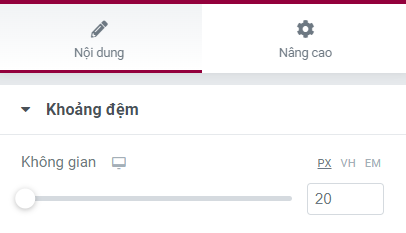 Nội dung
Nâng cao
Khoảng đệm
Không gian
PX VH EM
20